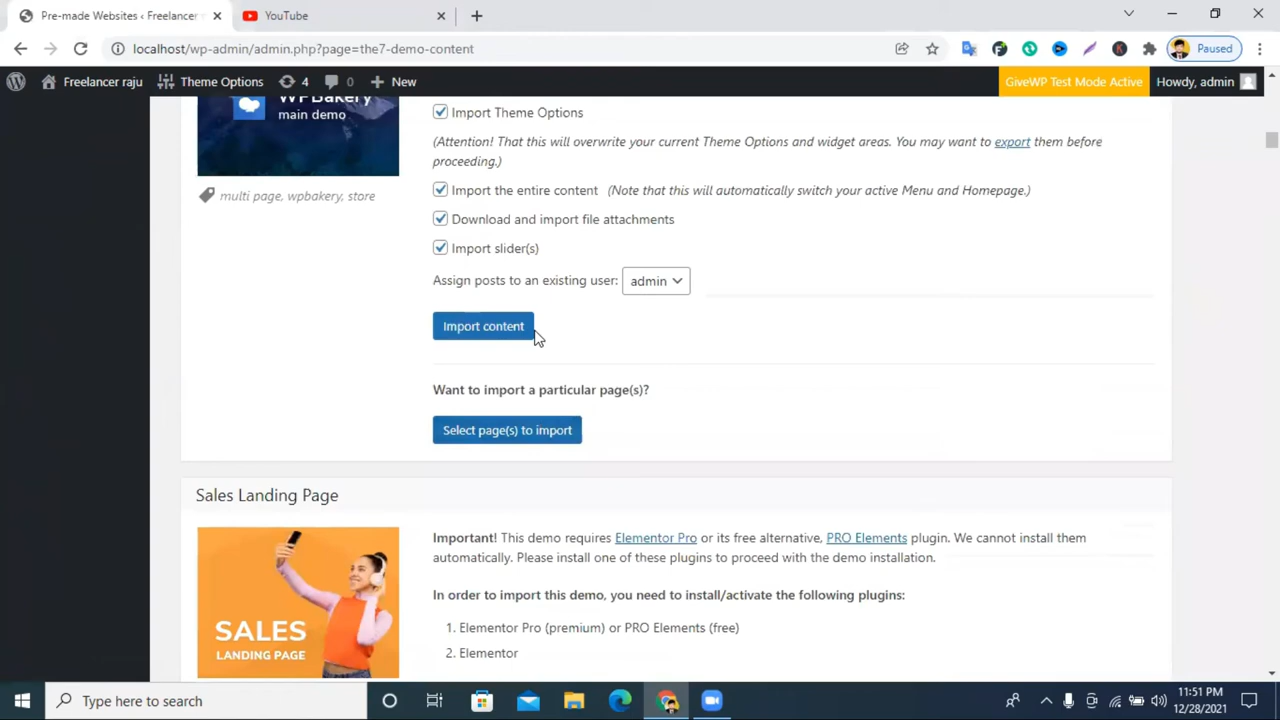 Pre-made Websites ‹ Freelancer
YouTube
localhost/wp-admin/admin.php?page=the7-demo-content
Paused
Freelancer raju
Theme Options
4
0
New
GiveWP Test Mode Active
Howdy, admin
WPBakery
main demo
multi page, wpbakery, store
Import Theme Options
(Attention! That this will overwrite your current Theme Options and widget areas. You may want to export them before
proceeding.)
Import the entire content (Note that this will automatically switch your active Menu and Homepage.)
Download and import file attachments
Import slider(s)
Assign posts to an existing user: admin
Import content
Want to import a particular page(s)?
Select page(s) to import
Sales Landing Page
SALES
LANDING PAGE
Important! This demo requires Elementor Pro or its free alternative, PRO Elements plugin. We cannot install them
automatically. Please install one of these plugins to proceed with the demo installation.
In order to import this demo, you need to install/activate the following plugins:
1. Elementor Pro (premium) or PRO Elements (free)
2. Elementor
Type here to search
11:51 PM
12/28/2021